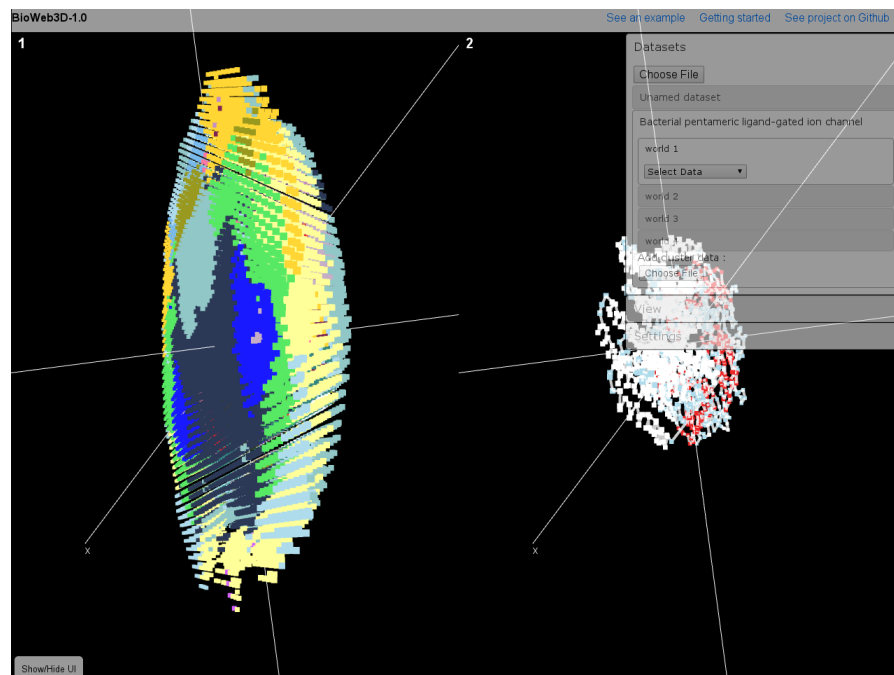 BioWeb3D-1.0
See an example Getting started See project on Github
1
2
Datasets
Choose File
Unamed dataset
Bacterial pentameric ligand-gated ion channel
world 1
Select Data
world 2
world 3
Add cluster data :
Choose File
View
Settings
x
x
Show/Hide UI